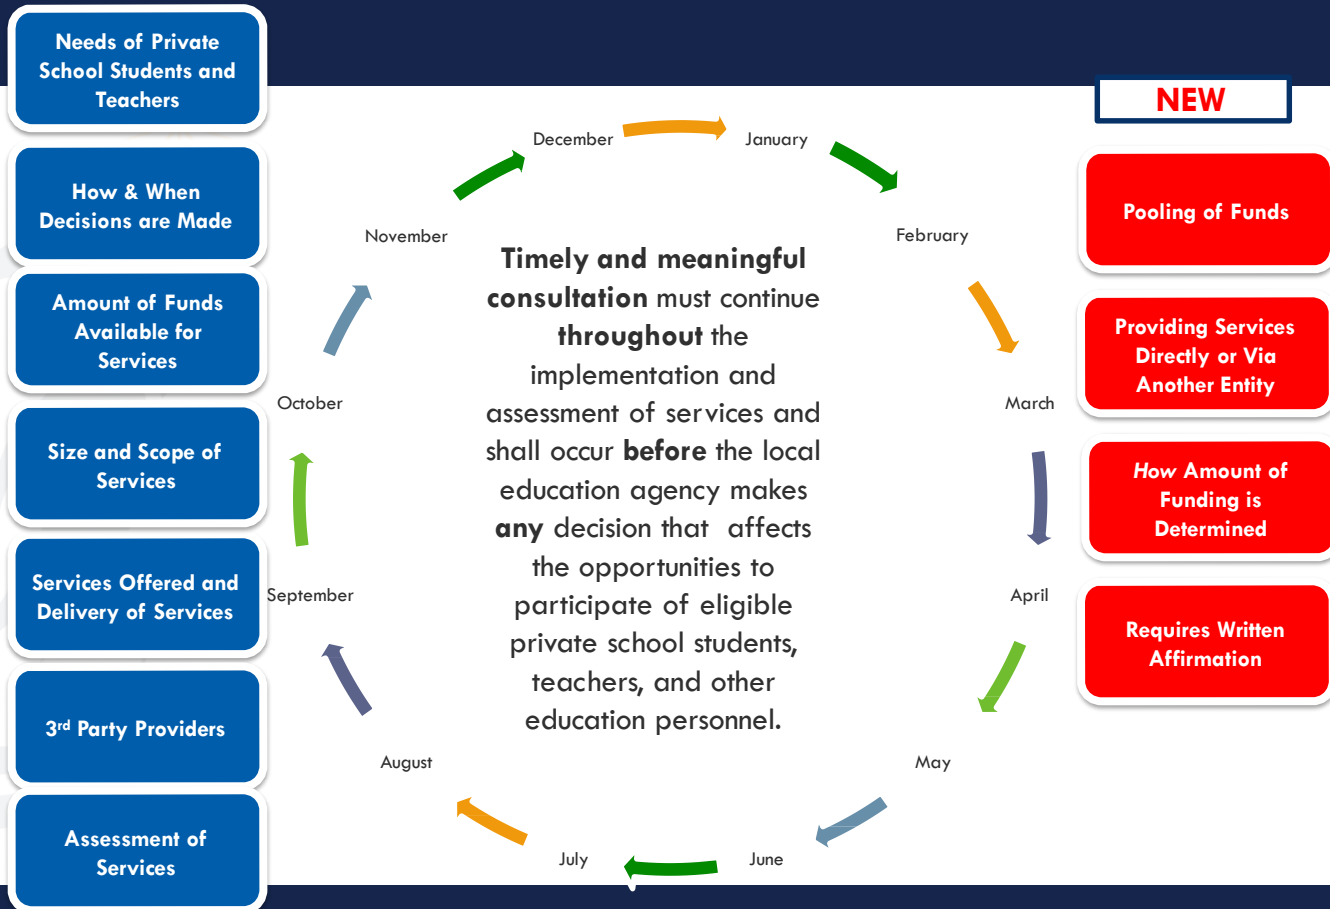 Needs of Private
School Students and
Teachers
How & When
Decisions are Made
Amount of Funds
Available for
Services
Size and Scope of
Services
Services Offered and
Delivery of Services
3rd Party Providers
Assessment of
Services
December
January
February
March
April
May
June
July
August
September
October
November
Timely and meaningful
consultation must continue
throughout the
implementation and
assessment of services and
shall occur before the local
education agency makes
any decision that affects
the opportunities to
participate of eligible
private school students,
teachers, and other
education personnel.
NEW
Pooling of Funds
Providing Services
Directly or Via
Another Entity
How Amount of
Funding is
Determined
Requires Written
Affirmation